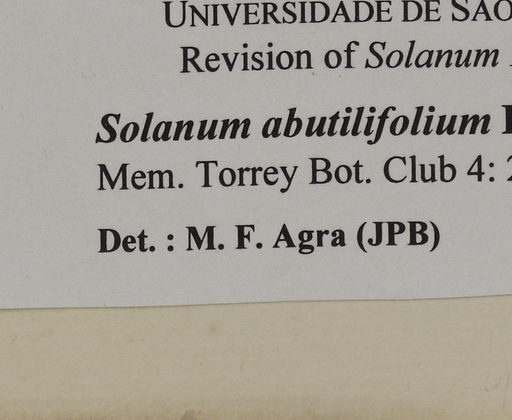 UNIVERSIDADE DE SAO
Revision of Solanum
Solanum abutilifolium
Mem. Torrey Bot. Club 4:
Det. : M. F. Agra (JPB)